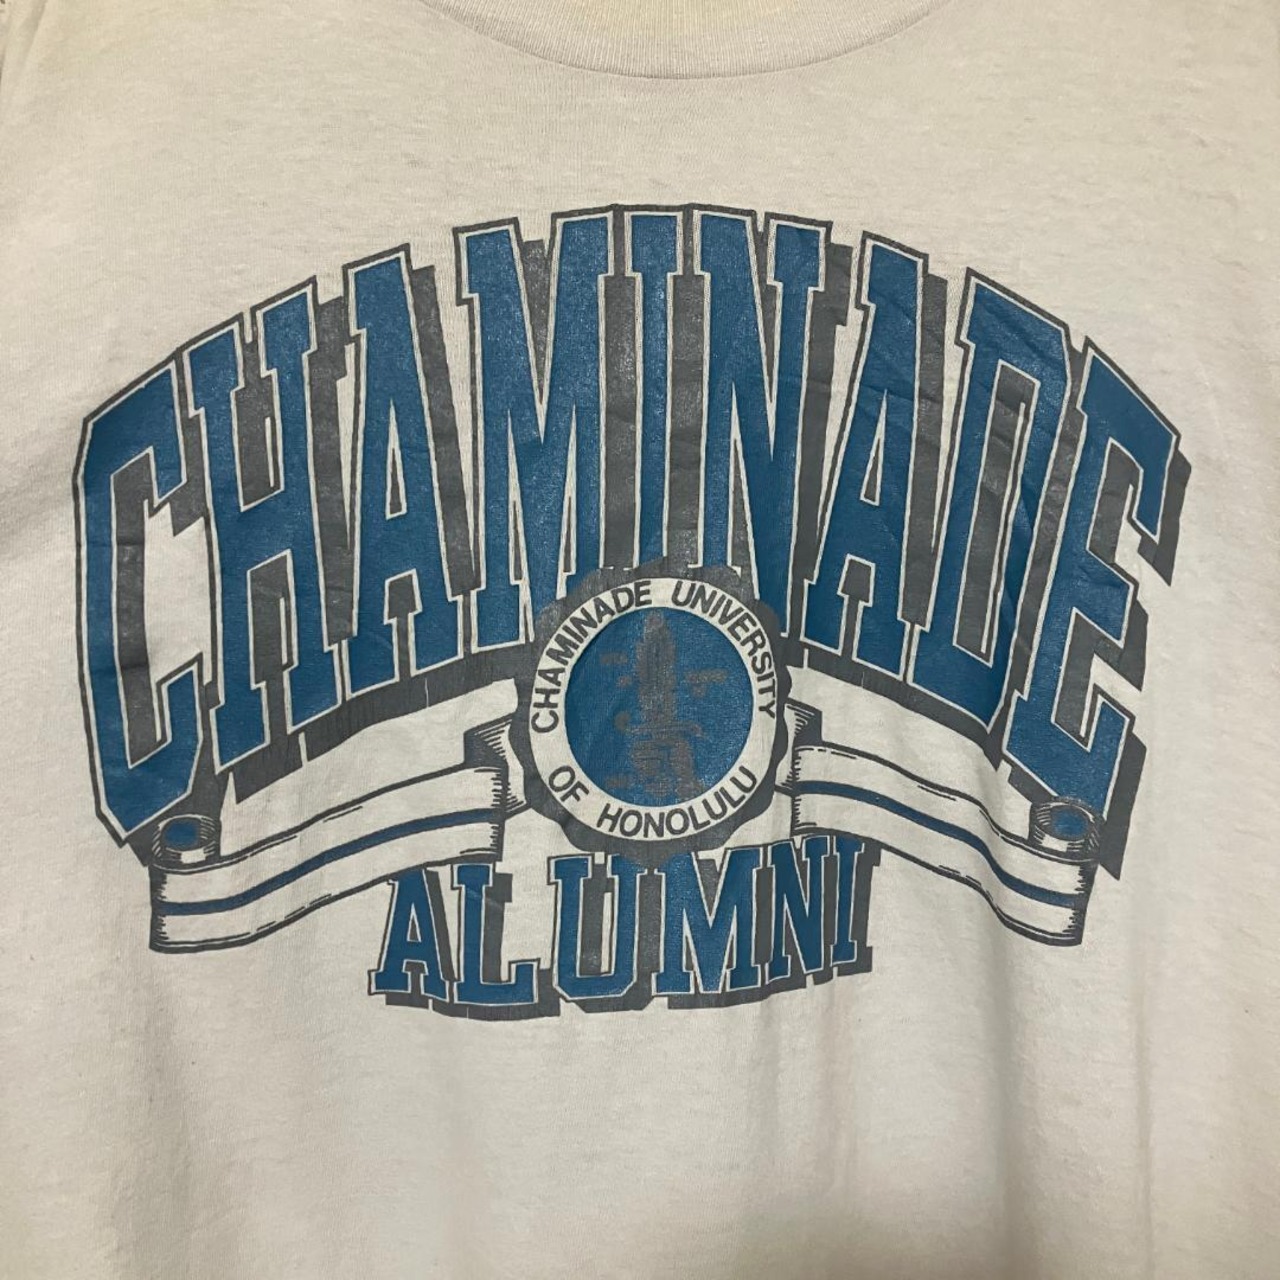 CHAMINADE
CHAMINADE UNIVERSITY
OF HONOLULU
ALUMNI